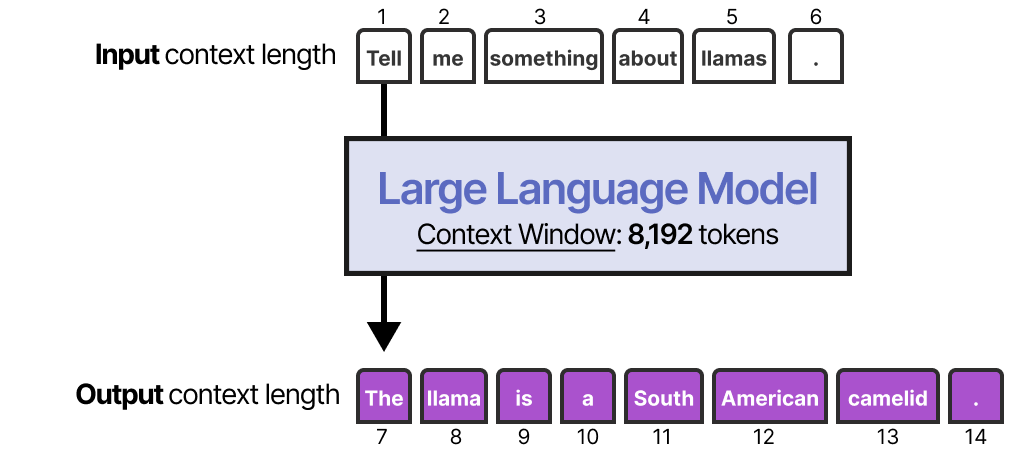 1 2 3 4 5 6
Input context length Tell me something about llamas .
Large Language Model
Context Window: 8,192 tokens
Output context length The llama is a South American camelid .
7 8 9 10 11 12 13 14